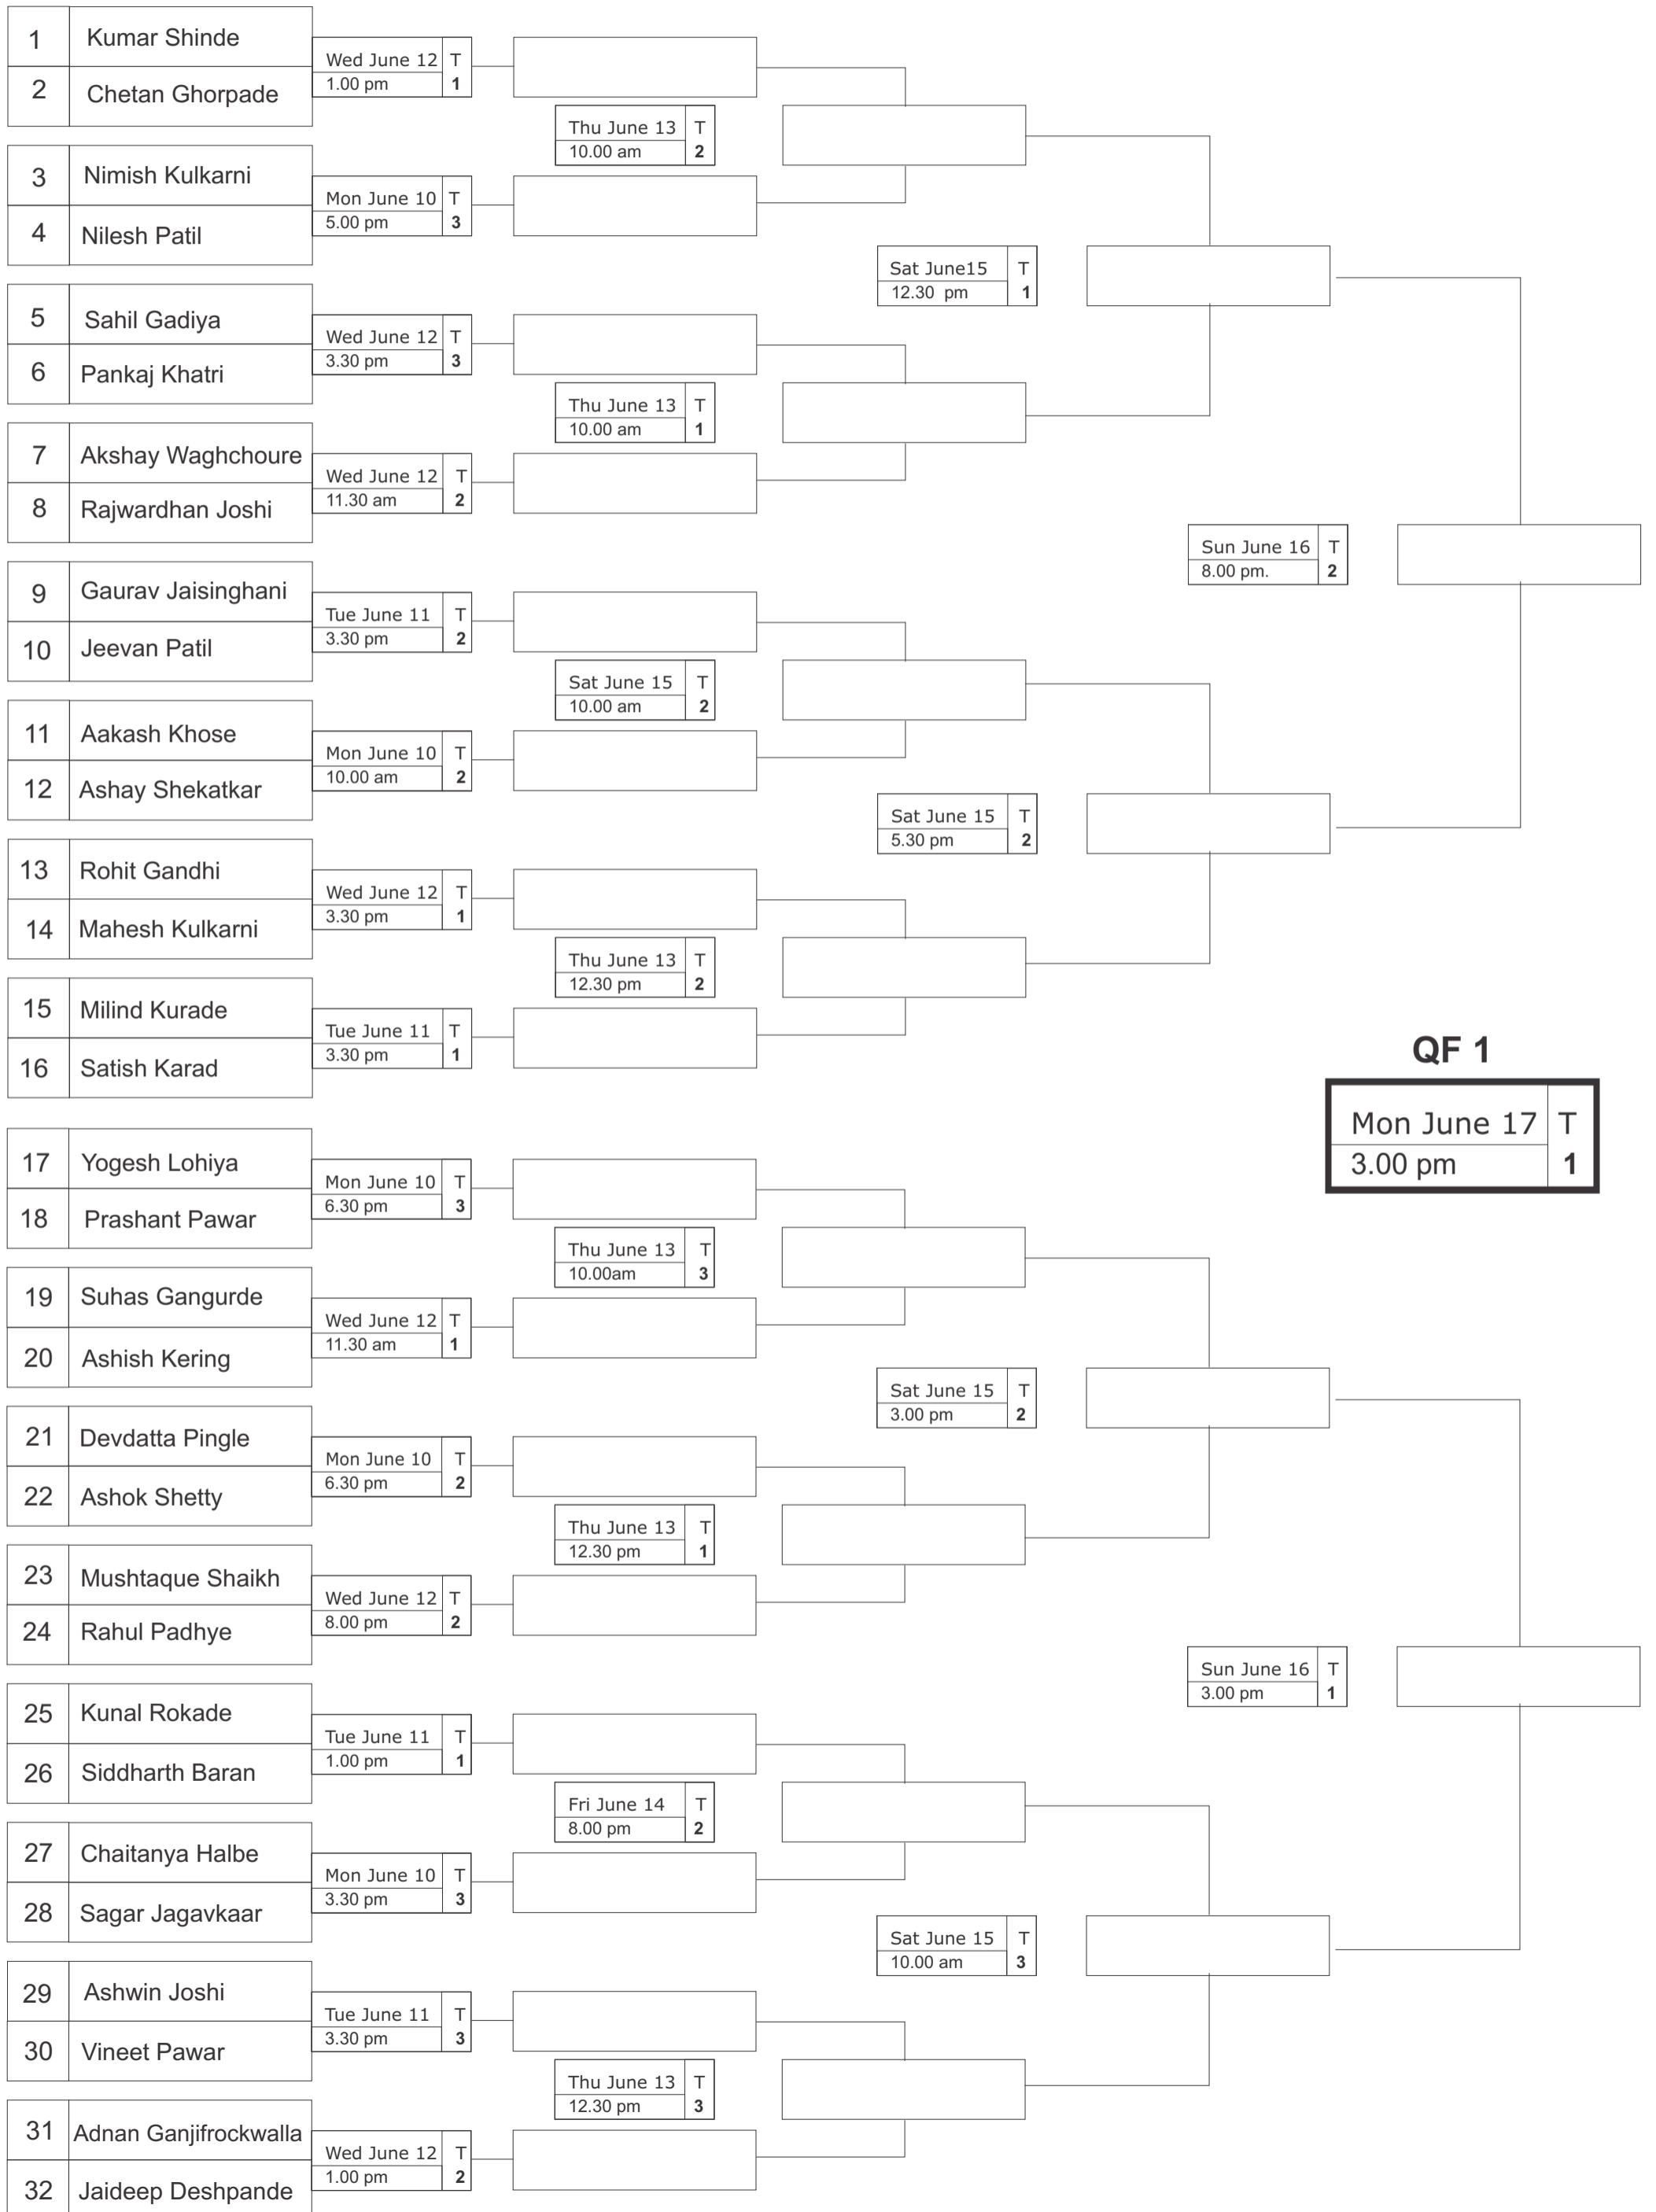 1 Kumar Shinde
2 Chetan Ghorpade
Wed June 12 T
1.00 pm 1
Thu June 13 T
10.00 am 2
3 Nimish Kulkarni
4 Nilesh Patil
Mon June 10 T
5.00 pm 3
Sat June15 T
12.30 pm 1
5 Sahil Gadiya
6 Pankaj Khatri
Wed June 12 T
3.30 pm 3
Thu June 13 T
10.00 am 1
7 Akshay Waghchoure
8 Rajwardhan Joshi
Wed June 12 T
11.30 am 2
Sun June 16 T
8.00 pm. 2
9 Gaurav Jaisinghani
10 Jeevan Patil
Tue June 11 T
3.30 pm 2
Sat June 15 T
10.00 am 2
11 Aakash Khose
12 Ashay Shekatkar
Mon June 10 T
10.00 am 2
Sat June 15 T
5.30 pm 2
13 Rohit Gandhi
14 Mahesh Kulkarni
Wed June 12 T
3.30 pm 1
Thu June 13 T
12.30 pm 2
15 Milind Kurade
16 Satish Karad
Tue June 11 T
3.30 pm 1
QF 1
Mon June 17 T
3.00 pm 1
17 Yogesh Lohiya
18 Prashant Pawar
Mon June 10 T
6.30 pm 3
Thu June 13 T
10.00am 3
19 Suhas Gangurde
20 Ashish Kering
Wed June 12 T
11.30 am 1
Sat June 15 T
3.00 pm 2
21 Devdatta Pingle
22 Ashok Shetty
Mon June 10 T
6.30 pm 2
Thu June 13 T
12.30 pm 1
23 Mushtaque Shaikh
24 Rahul Padhye
Wed June 12 T
8.00 pm 2
Sun June 16 T
3.00 pm 1
25 Kunal Rokade
26 Siddharth Baran
Tue June 11 T
1.00 pm 1
Fri June 14 T
8.00 pm 2
27 Chaitanya Halbe
28 Sagar Jagavkaar
Mon June 10 T
3.30 pm 3
Sat June 15 T
10.00 am 3
29 Ashwin Joshi
30 Vineet Pawar
Tue June 11 T
3.30 pm 3
Thu June 13 T
12.30 pm 3
31 Adnan Ganjifrockwalla
32 Jaideep Deshpande
Wed June 12 T
1.00 pm 2